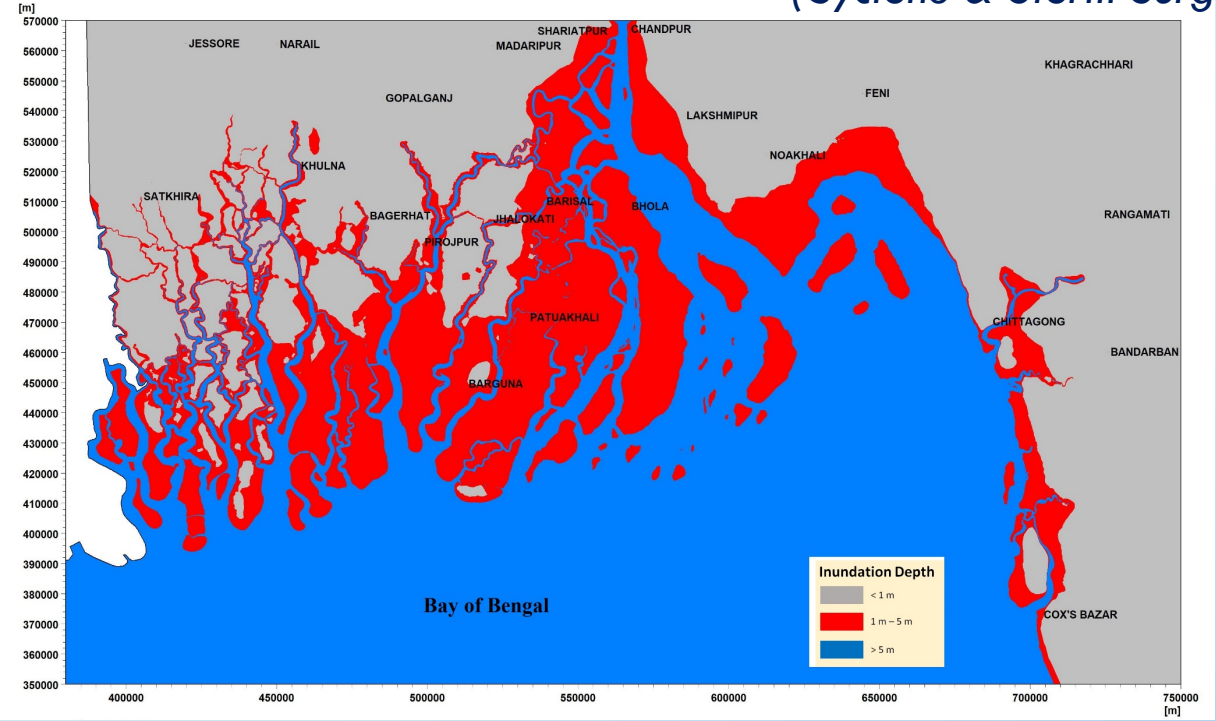 (Cyclone & Storm Surg
[m]
570000
560000
550000
540000
530000
520000
510000
500000
490000
480000
470000
460000
450000
440000
430000
420000
410000
400000
390000
380000
370000
360000
350000
SHARIATPUR
CHANDPUR
JESSORE
NARAIL
MADARIPUR
KHAGRACHHARI
GOPALGANJ
FENI
LAKSHMIPUR
NOAKHALI
KHULNA
SATKHIRA
BARISAL
BHOLA
BAGERHAT
JHALOKATI
RANGAMATI
PIROJPUR
PATUAKHALI
CHITTAGONG
BANDARBAN
BARGUNA
Bay of Bengal
Inundation Depth
< 1 m
1 m – 5 m
> 5 m
COX'S BAZAR
400000
450000
500000
550000
600000
650000
700000
750000
[m]